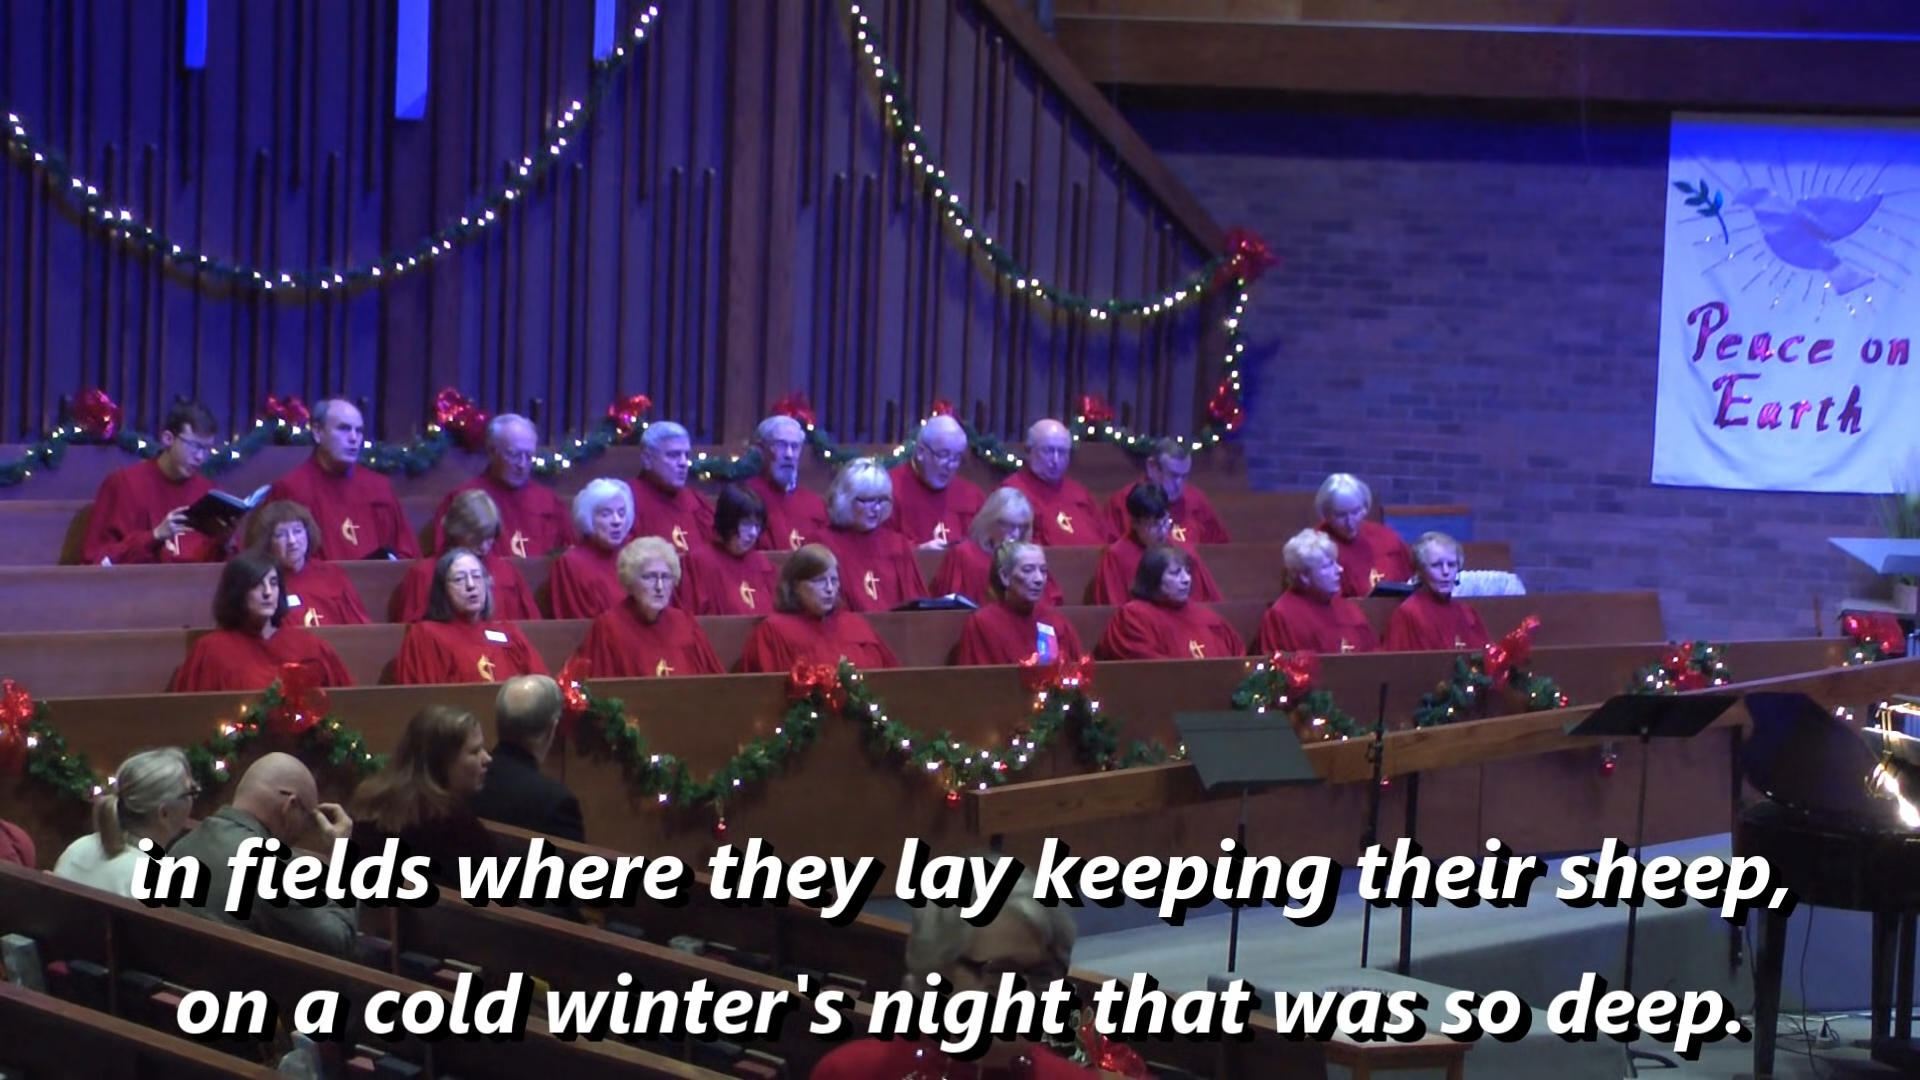 Peace on
Earth
in fields where they lay keeping their sheep,
on a cold winter's night that was so deep.